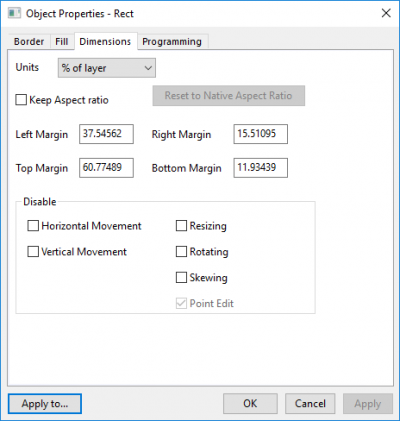 Object Properties - Rect
Border Fill Dimensions Programming
Units % of layer
Keep Aspect ratio Reset to Native Aspect Ratio
Left Margin 37.54562 Right Margin 15.51095
Top Margin 60.77489 Bottom Margin 11.93439
Disable
Horizontal Movement Resizing
Vertical Movement Rotating
Skewing
Point Edit
Apply to... OK Cancel Apply